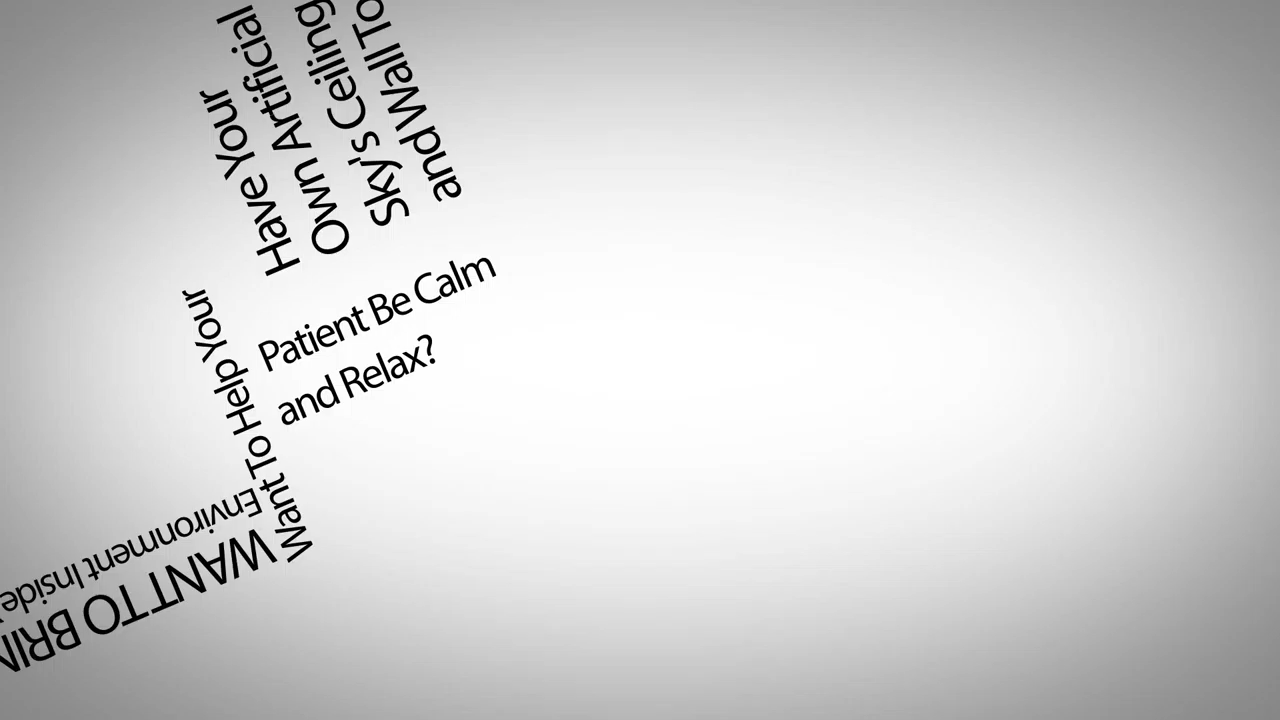 WANT TO BRIN
Environment Inside
Want To Help Your
Patient Be Calm
and Relax?
Have Your
Own Artificial
Sky's Ceiling
and Wall To